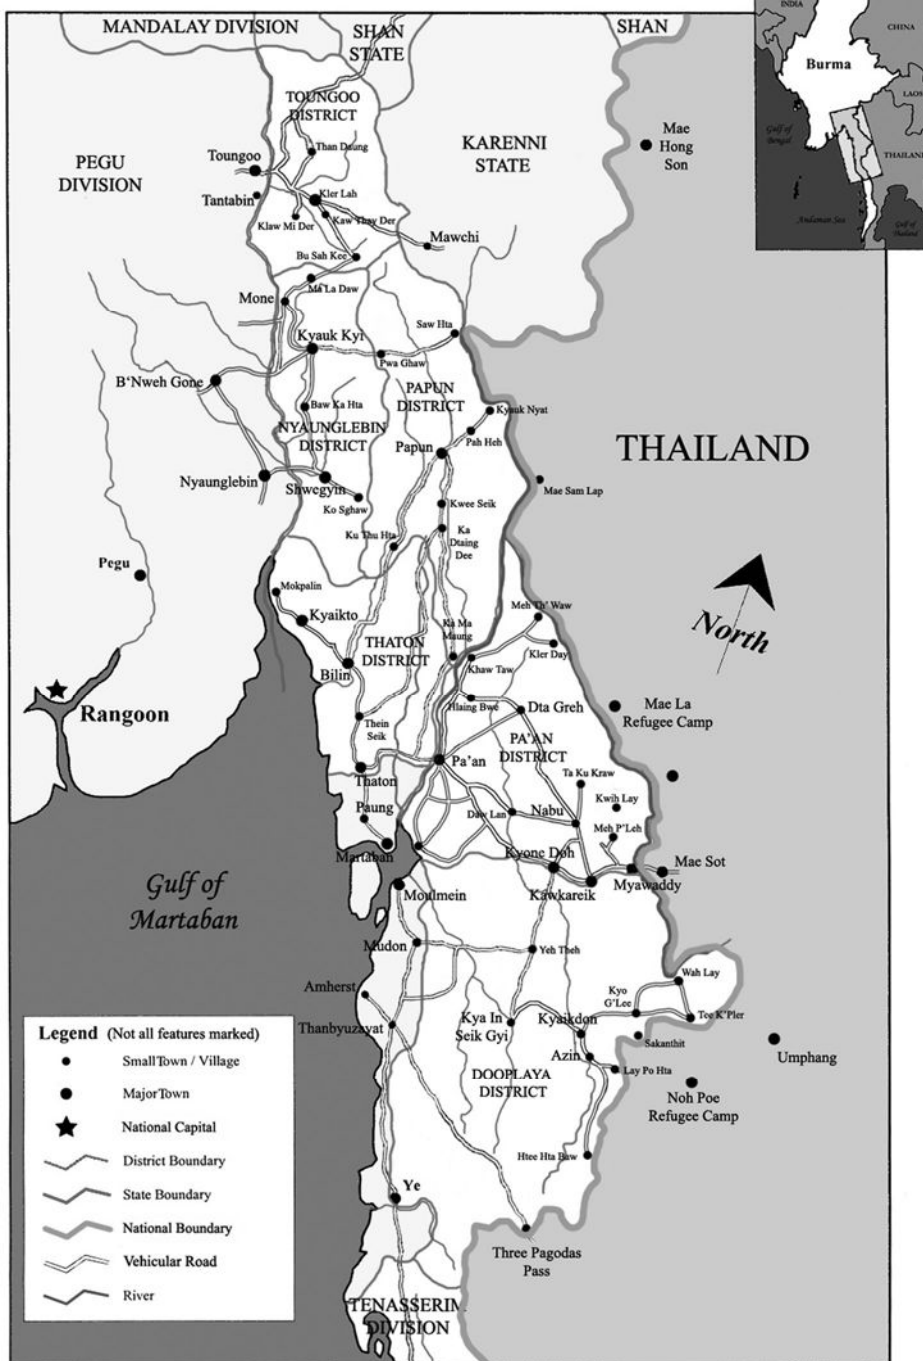 MANDALAY DIVISION
SHAN
STATE
SHAN
INDIA
CHINA
Burma
LAOS
Gulf of
Bengal
THAILAND
Andaman Sea
Gulf of
Thailand
TOUNGOO
DISTRICT
KARENNI
STATE
Mae
Hong
Son
PEGU
DIVISION
Than Daung
Toungoo
Tantabin
Kler Lah
Klaw Mi Der
Kaw Thay Der
Mawchi
Bu Sah Kee
Ma La Daw
Mone
Saw Hta
Kyauk Kyi
Pwa Ghaw
B'Nweh Gone
PAPUN
DISTRICT
Baw Ka Hta
Kyauk Nyat
NYAUNGLEBIN
DISTRICT
Pah Heh
Papun
THAILAND
Nyaunglebin
Shwegyin
Mae Sam Lap
Ko Sghaw
Kwee Seik
Ku Thu Hta
Ka
Dtaing
Dee
Pegu
Mokpalin
Kyaikto
Meh Th' Waw
North
Ka Ma
Maung
THATON
DISTRICT
Kler Day
Bilin
Khaw Taw
Rangoon
Hlaing Bwe
Dta Greh
Mae La
Refugee Camp
Thein
Seik
PA'AN
DISTRICT
Pa'an
Thaton
Ta Ku Kraw
Paung
Daw Lan
Nabu
Kwih Lay
Meh P'Leh
Martaban
Kyone Doh
Mae Sot
Kawkareik
Myawaddy
Gulf of
Martaban
Moulmein
Mudon
Yeh Theh
Wah Lay
Amherst
Kyo
G'Lee
Thanbyuzayat
Kya In
Seik Gyi
Kyaikdon
Tee K'Pler
Sakanthit
Umphang
Azin
Lay Po Hta
DOOPLAYA
DISTRICT
Noh Poe
Refugee Camp
Htee Hta Baw
Ye
Three Pagodas
Pass
TENASSERIM
DIVISION
Legend (Not all features marked)
Small Town / Village
Major Town
National Capital
District Boundary
State Boundary
National Boundary
Vehicular Road
River